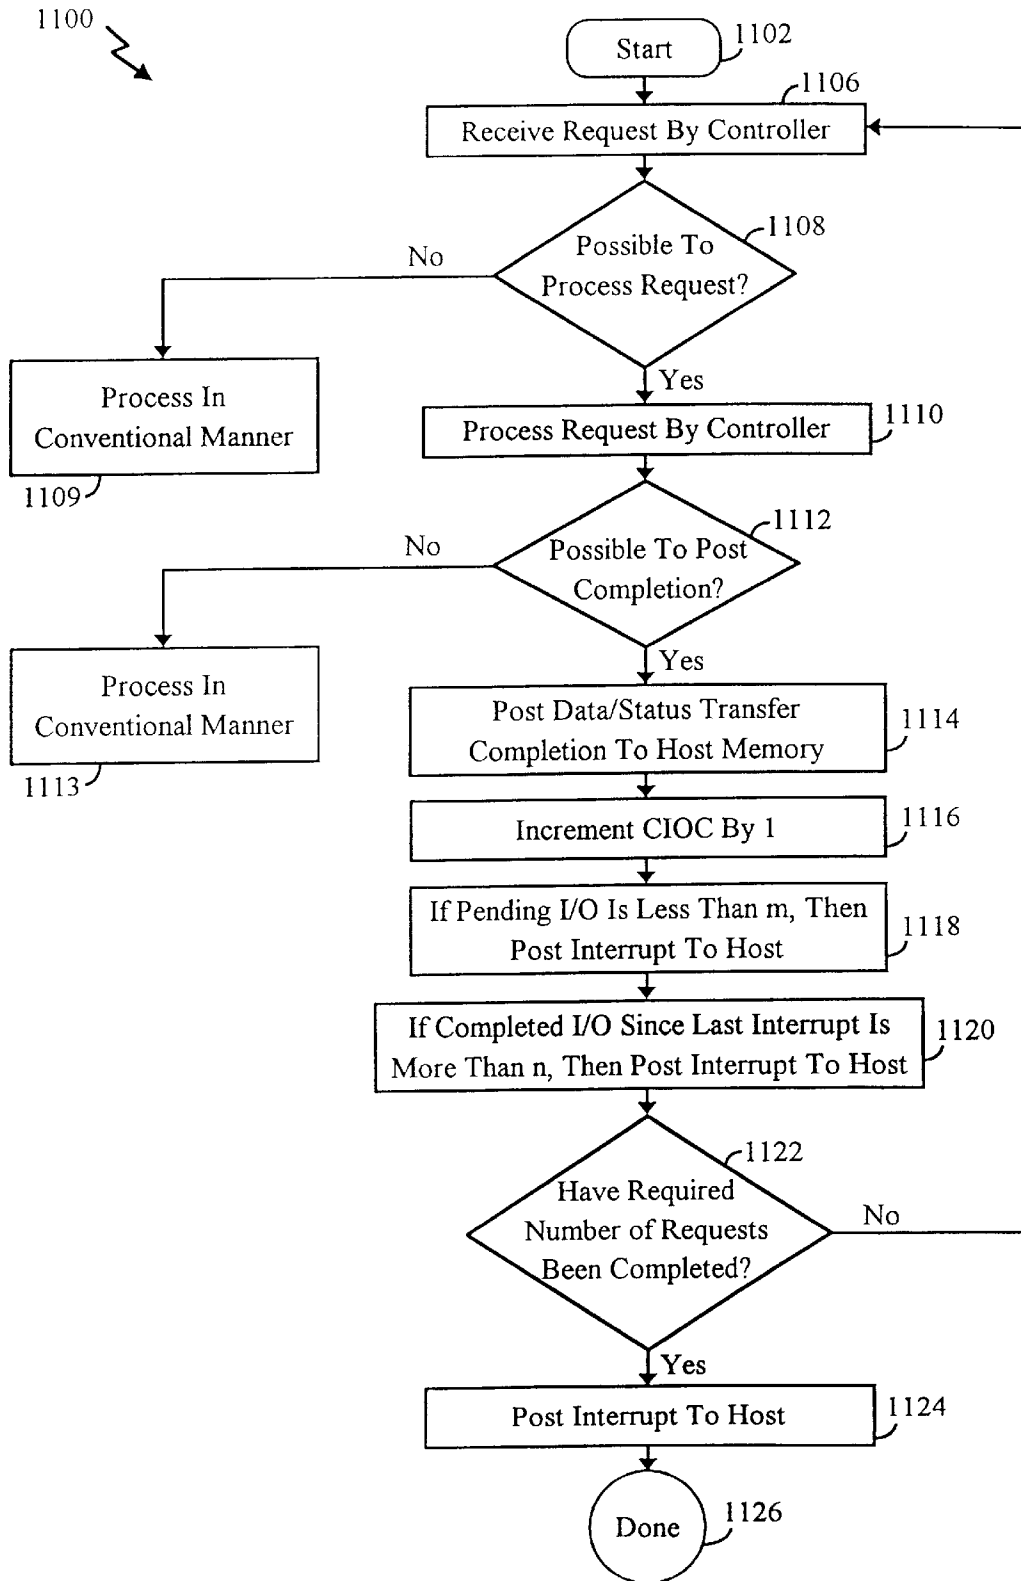 1100
Start
1102
1106
Receive Request By Controller
1108
Possible To
Process Request?
No
Yes
Process In
Conventional Manner
1109
Process Request By Controller
1110
1112
Possible To Post
Completion?
No
Yes
Process In
Conventional Manner
1113
Post Data/Status Transfer
Completion To Host Memory
1114
Increment CIOC By 1
1116
If Pending I/O Is Less Than m, Then
Post Interrupt To Host
1118
If Completed I/O Since Last Interrupt Is
More Than n, Then Post Interrupt To Host
1120
1122
Have Required
Number of Requests
Been Completed?
No
Yes
Post Interrupt To Host
1124
Done
1126